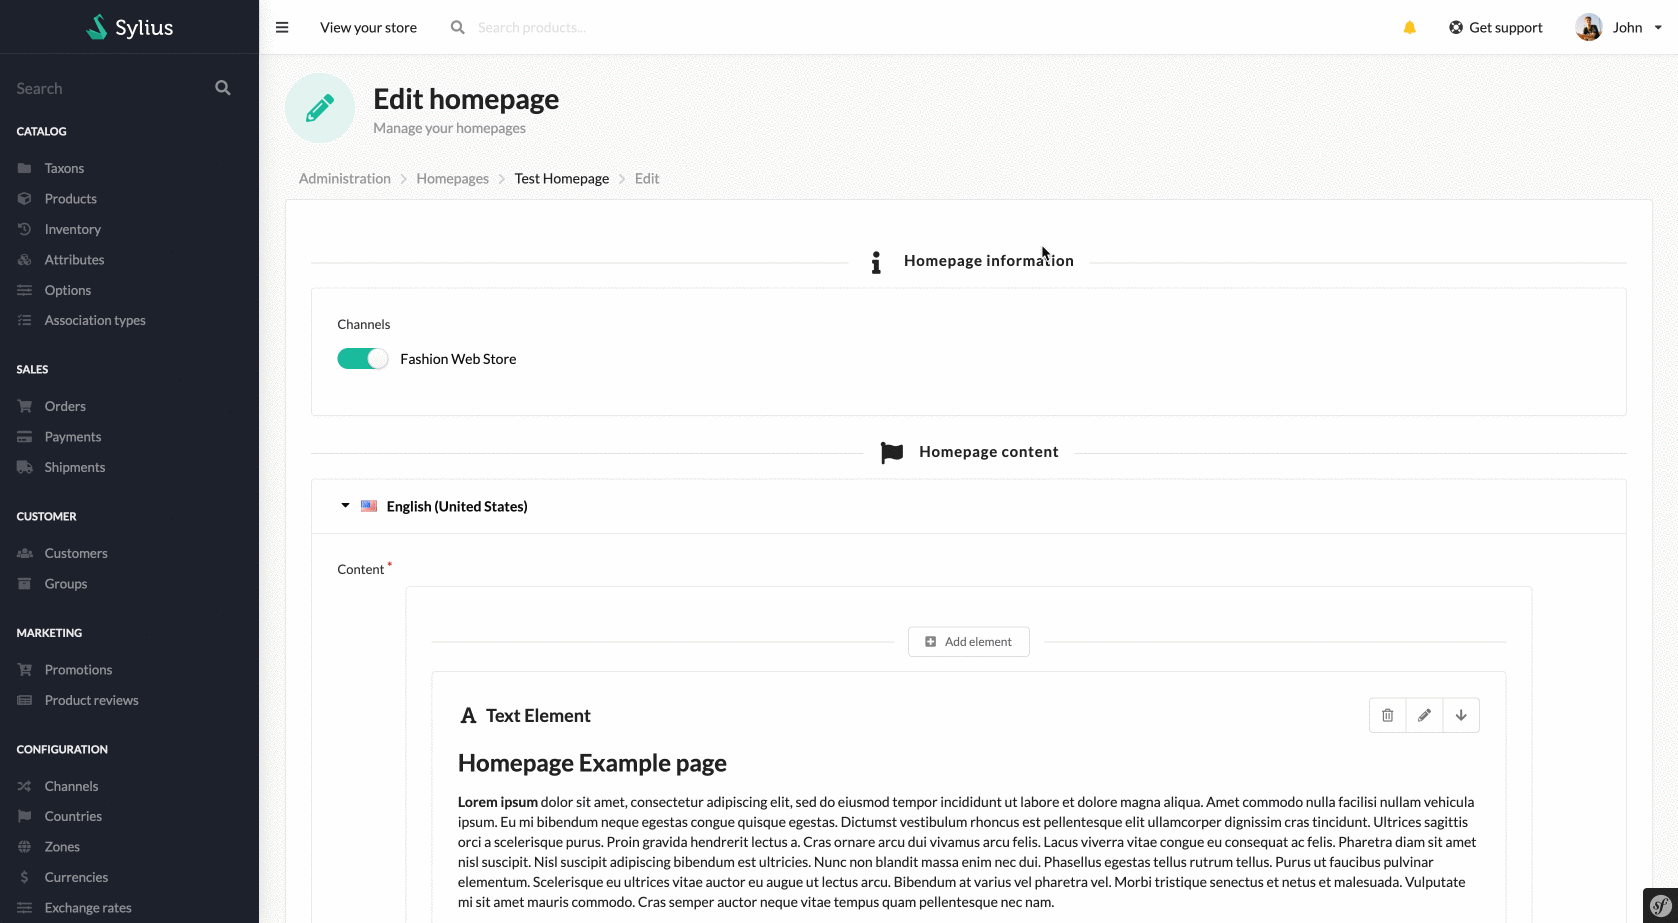 Sylius
Search
CATALOG
Taxons
Products
Inventory
Attributes
Options
Association types
SALES
Orders
Payments
Shipments
CUSTOMER
Customers
Groups
MARKETING
Promotions
Product reviews
CONFIGURATION
Channels
Countries
Zones
Currencies
Exchange rates
View your store
Search products...
Get support
John
Edit homepage
Manage your homepages
Administration > Homepages > Test Homepage > Edit
Homepage information
Channels
Fashion Web Store
Homepage content
English (United States)
Content *
Add element
A Text Element
Homepage Example page
Lorem ipsum dolor sit amet, consectetur adipiscing elit, sed do eiusmod tempor incididunt ut labore et dolore magna aliqua. Amet commodo nulla facilisi nullam vehicula
ipsum. Eu mi bibendum neque egestas congue quisque egestas. Dictumst vestibulum rhoncus est pellentesque elit ullamcorper dignissim cras tincidunt. Ultrices sagittis
orci a scelerisque purus. Proin gravida hendrerit lectus a. Cras ornare arcu dui vivamus arcu felis. Lacus viverra vitae congue eu consequat ac felis. Pharetra diam sit amet
nisl suscipit. Nisl suscipit adipiscing bibendum est ultricies. Nunc non blandit massa enim nec dui. Phasellus egestas tellus rutrum tellus. Purus ut faucibus pulvinar
elementum. Scelerisque eu ultrices vitae auctor eu augue ut lectus arcu. Bibendum at varius vel pharetra vel. Morbi tristique senectus et netus et malesuada. Vulputate
mi sit amet mauris commodo. Cras semper auctor neque vitae tempus quam pellentesque nec nam.
sf